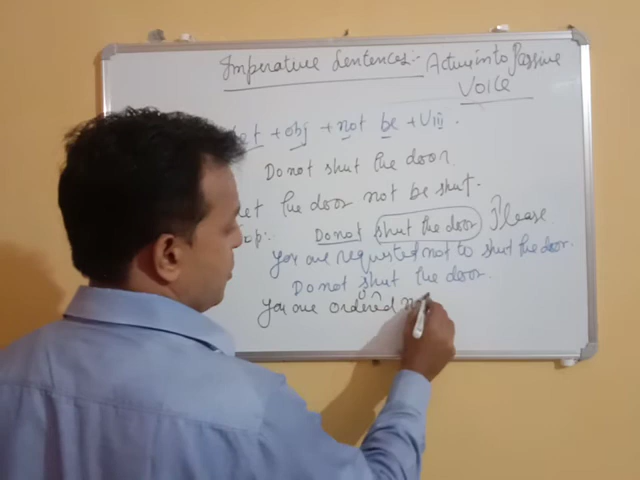 Imperative Sentences:- Active into Passive
Voice
et + obj + not be + VIII.
Do not shut the door.
et the door not be shut.
Do not shut the door Please
you are requested not to shut the door.
Do not shut the door.
you are ordered n